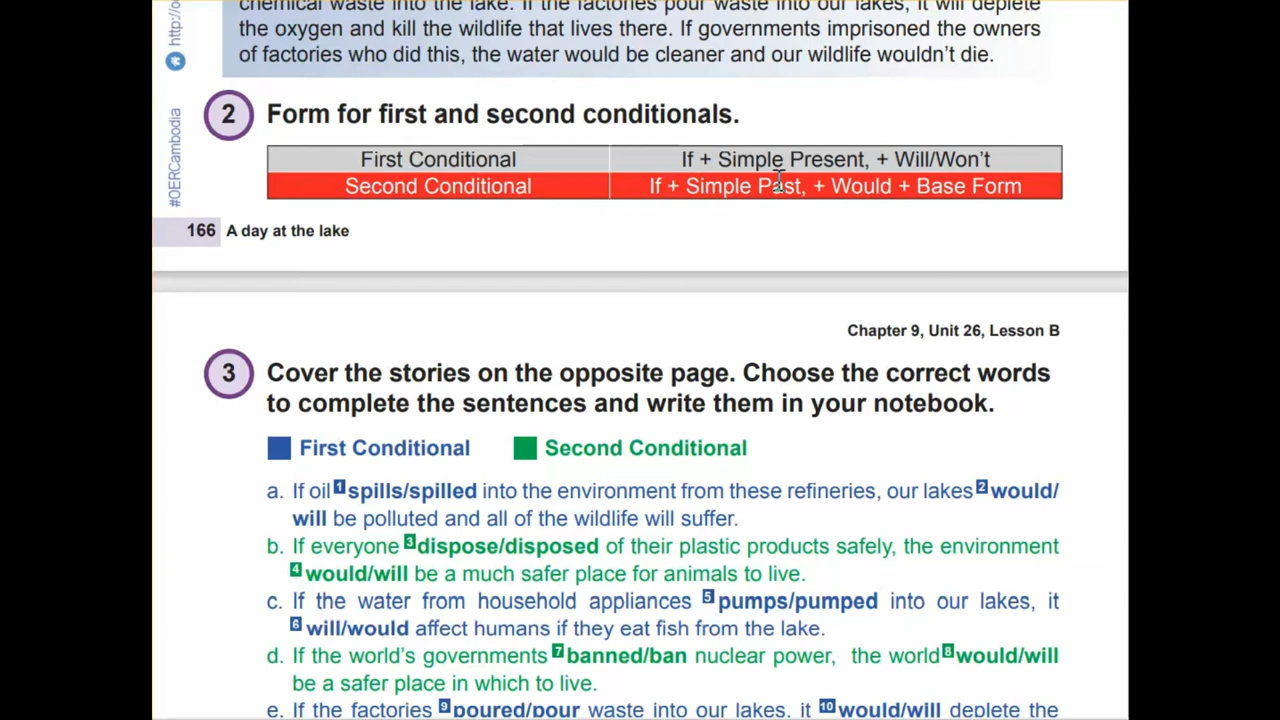 chemical waste into the lake. If the factories pour waste into our lakes, it will deplete
the oxygen and kill the wildlife that lives there. If governments imprisoned the owners
of factories who did this, the water would be cleaner and our wildlife wouldn't die.
http://o
#OERCambodia
2 Form for first and second conditionals.
First Conditional If + Simple Present, + Will/Won't
Second Conditional If + Simple Past, + Would + Base Form
166 A day at the lake
Chapter 9, Unit 26, Lesson B
3 Cover the stories on the opposite page. Choose the correct words
to complete the sentences and write them in your notebook.
First Conditional Second Conditional
a. If oil 1 spills/spilled into the environment from these refineries, our lakes 2 would/
will be polluted and all of the wildlife will suffer.
b. If everyone 3 dispose/disposed of their plastic products safely, the environment
4 would/will be a much safer place for animals to live.
c. If the water from household appliances 5 pumps/pumped into our lakes, it
6 will/would affect humans if they eat fish from the lake.
d. If the world's governments 7 banned/ban nuclear power, the world 8 would/will
be a safer place in which to live.
e. If the factories 9 poured/pour waste into our lakes, it 10 would/will deplete the